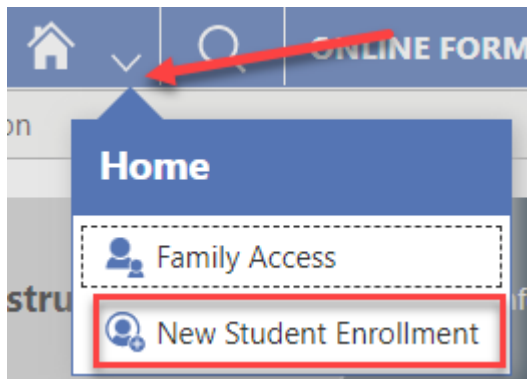 ONLINE FORM
on
Home
Family Access
stru
New Student Enrollment